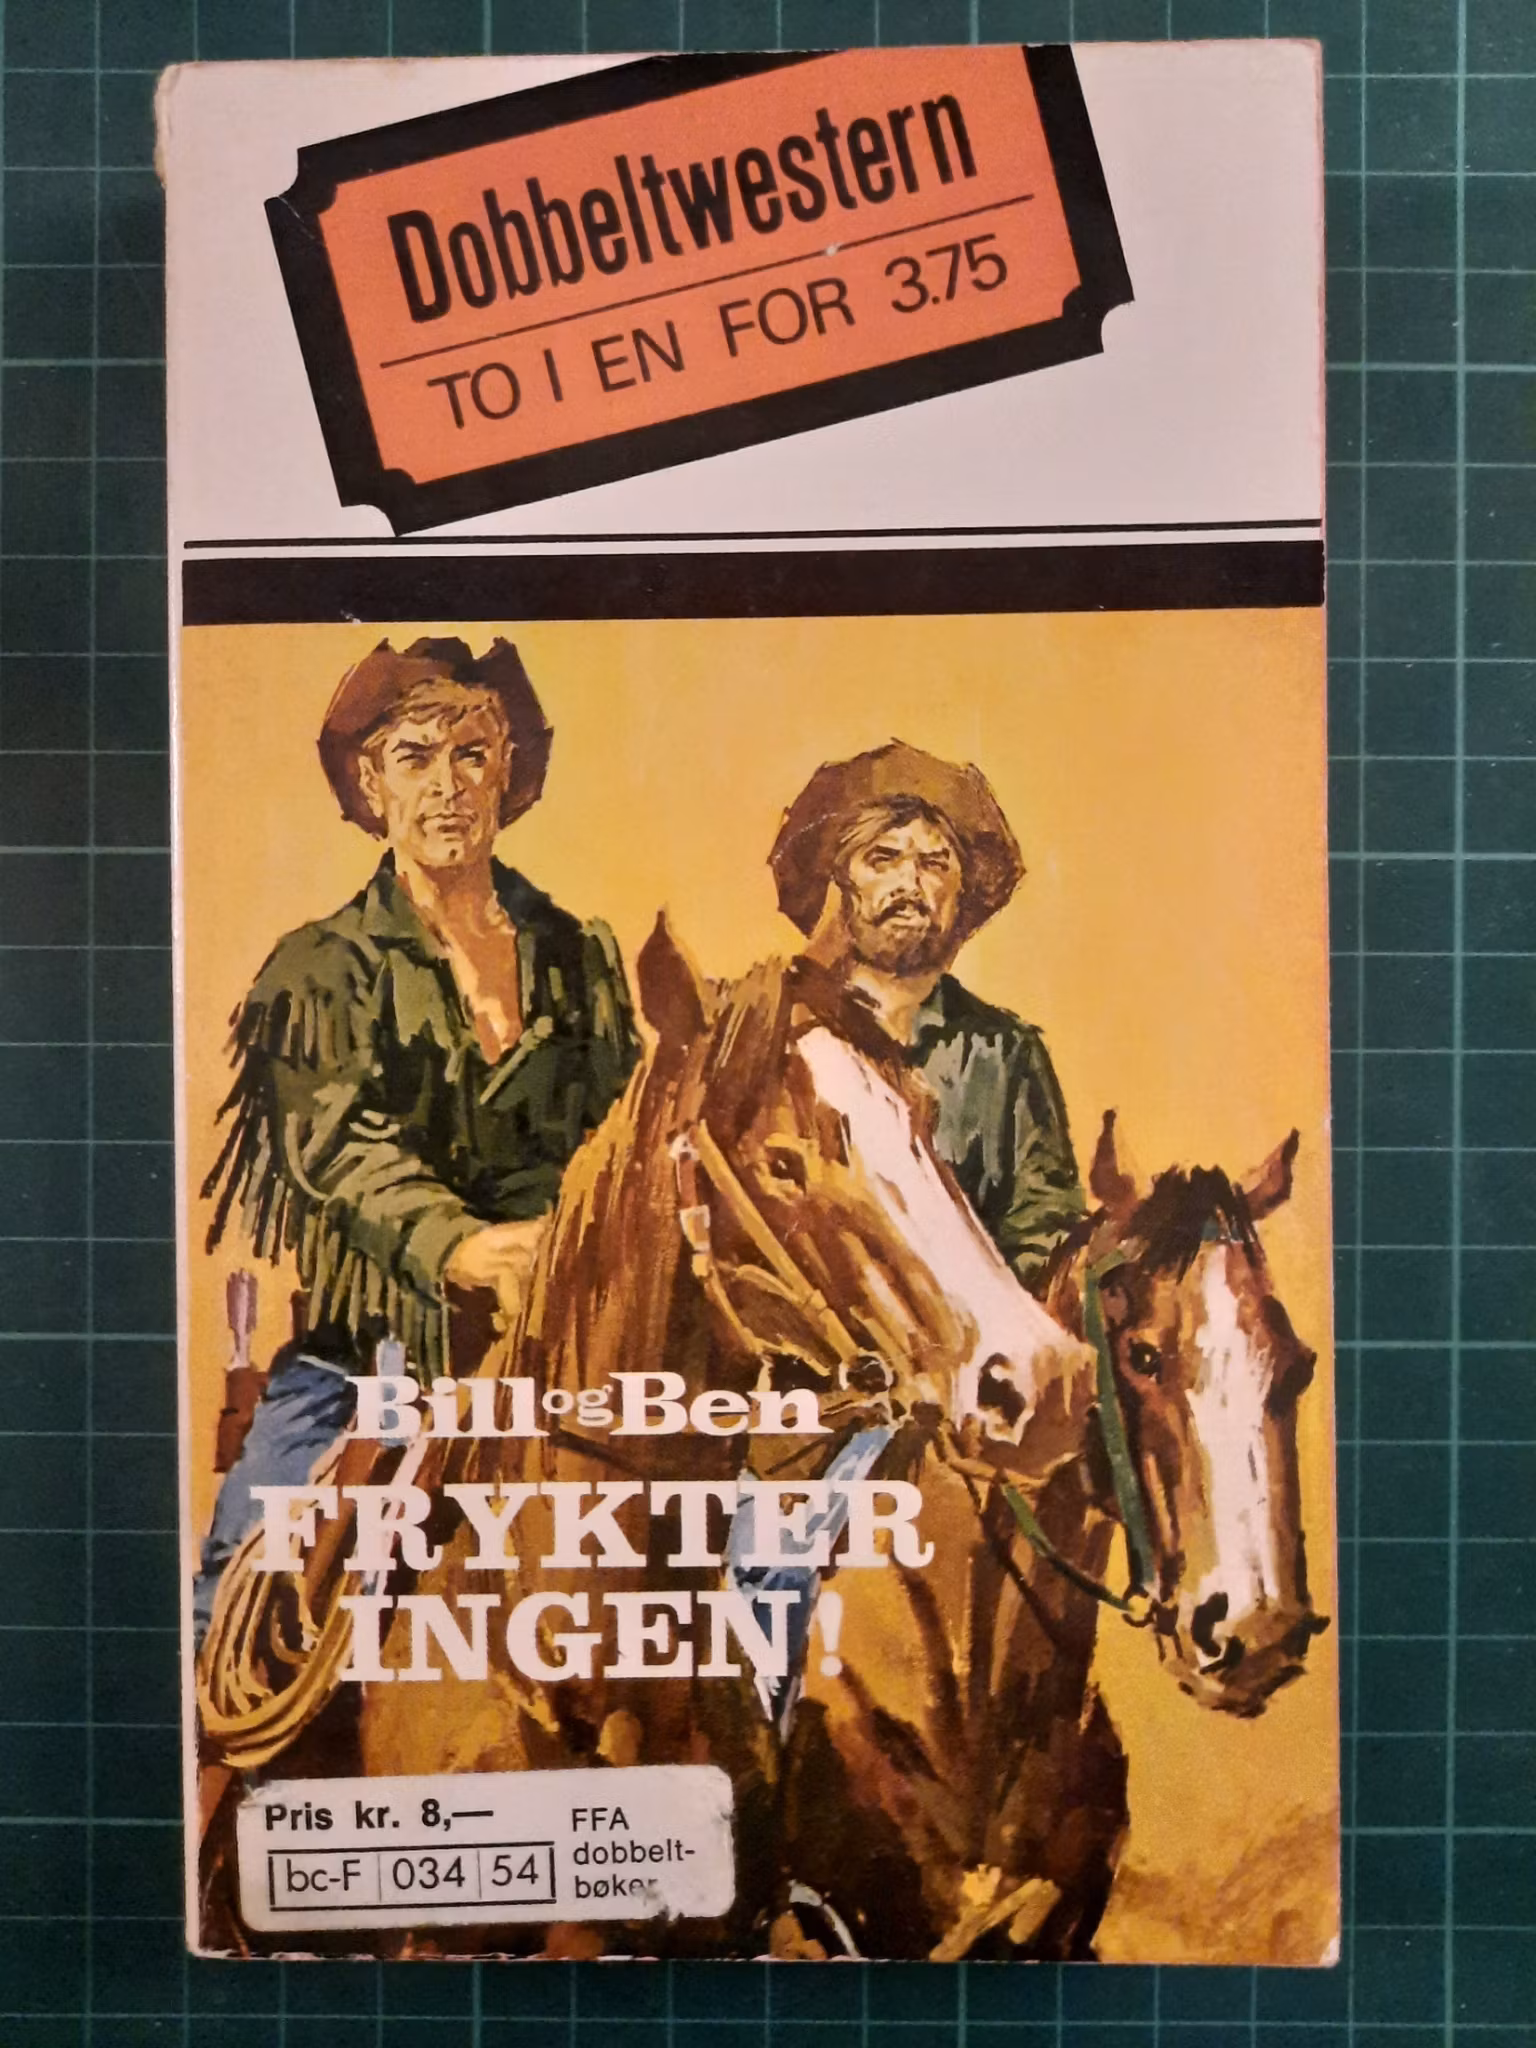 Dobbeltwestern
TO I EN FOR 3.75
Bill og Ben
FRYKTER
INGEN!
Pris kr. 8,—
bc-F 034 54
FFA
dobbelt-
bøker